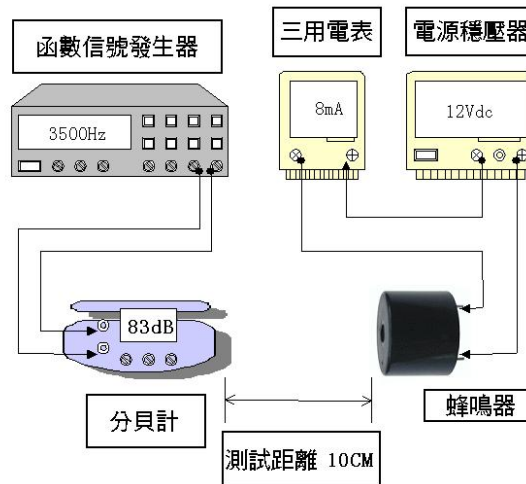 函數信號發生器
三用電表
電源穩壓器
3500Hz
8mA
12Vdc
83dB
分貝計
蜂鳴器
測試距離 10CM